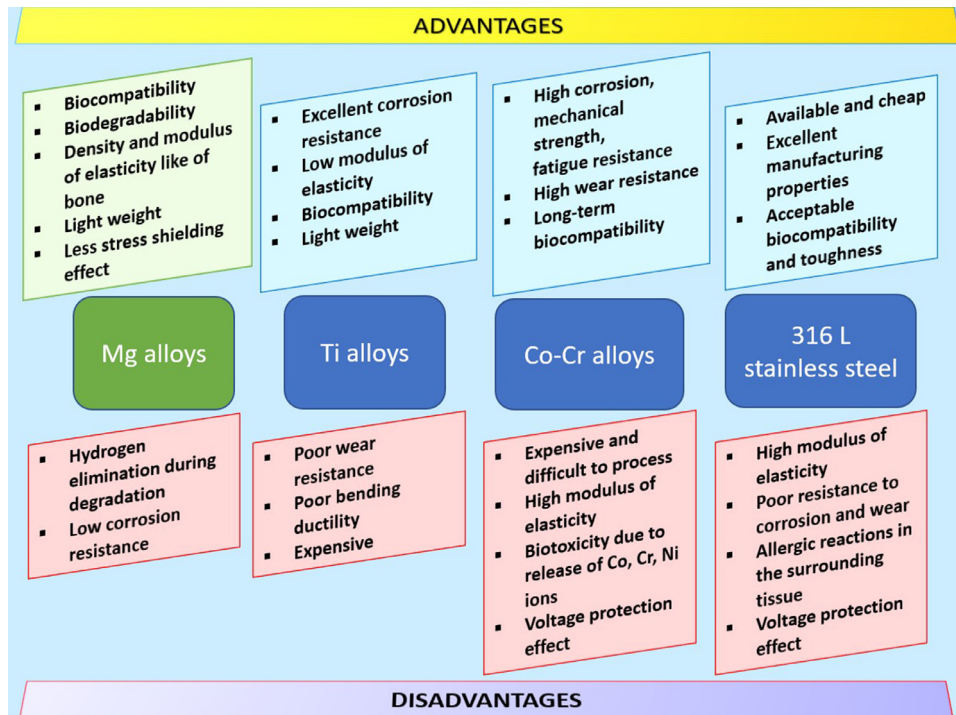 ADVANTAGES
▪ Biocompatibility
▪ Biodegradability
▪ Density and modulus
of elasticity like of
bone
▪ Light weight
▪ Less stress shielding
effect
▪ Excellent corrosion
resistance
▪ Low modulus of
elasticity
▪ Biocompatibility
▪ Light weight
▪ High corrosion,
mechanical
strength,
fatigue resistance
▪ High wear resistance
▪ Long-term
biocompatibility
▪ Available and cheap
▪ Excellent
manufacturing
properties
▪ Acceptable
biocompatibility
and toughness
Mg alloys
Ti alloys
Co-Cr alloys
316 L
stainless steel
▪ Hydrogen
elimination during
degradation
▪ Low corrosion
resistance
▪ Poor wear
resistance
▪ Poor bending
ductility
▪ Expensive
▪ Expensive and
difficult to process
▪ High modulus of
elasticity
▪ Biotoxicity due to
release of Co, Cr, Ni
ions
▪ Voltage protection
effect
▪ High modulus of
elasticity
▪ Poor resistance to
corrosion and wear
▪ Allergic reactions in
the surrounding
tissue
▪ Voltage protection
effect
DISADVANTAGES